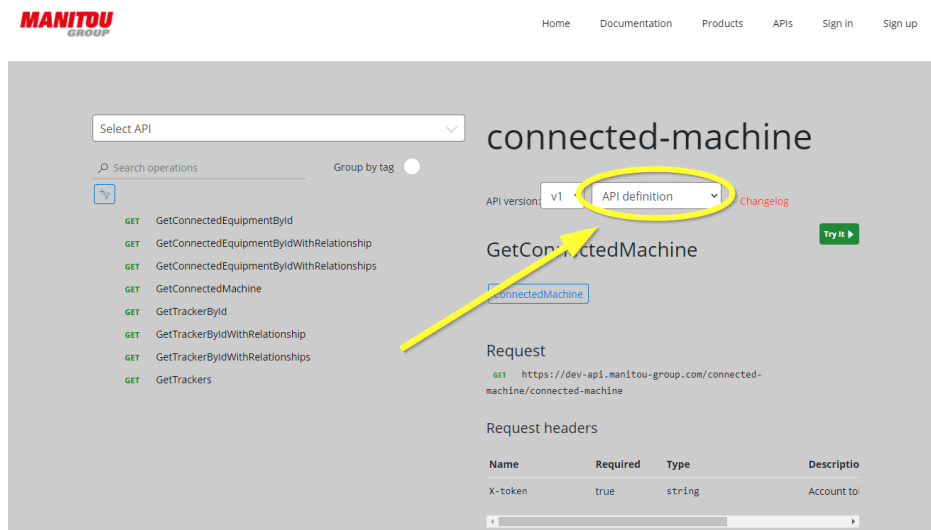 MANITOU
GROUP
Home Documentation Products APIs Sign in Sign up
Select API
Search operations Group by tag
GET GetConnectedEquipmentById
GET GetConnectedEquipmentByIdWithRelationship
GET GetConnectedEquipmentByIdWithRelationships
GET GetConnectedMachine
GET GetTrackerById
GET GetTrackerByIdWithRelationship
GET GetTrackerByIdWithRelationships
GET GetTrackers
connected-machine
API version: v1 API definition Changelog
Try it
GetConnectedMachine
ConnectedMachine
Request
GET https://dev-api.manitou-group.com/connected-
machine/connected-machine
Request headers
Name Required Type Descriptio
X-token true string Account tol